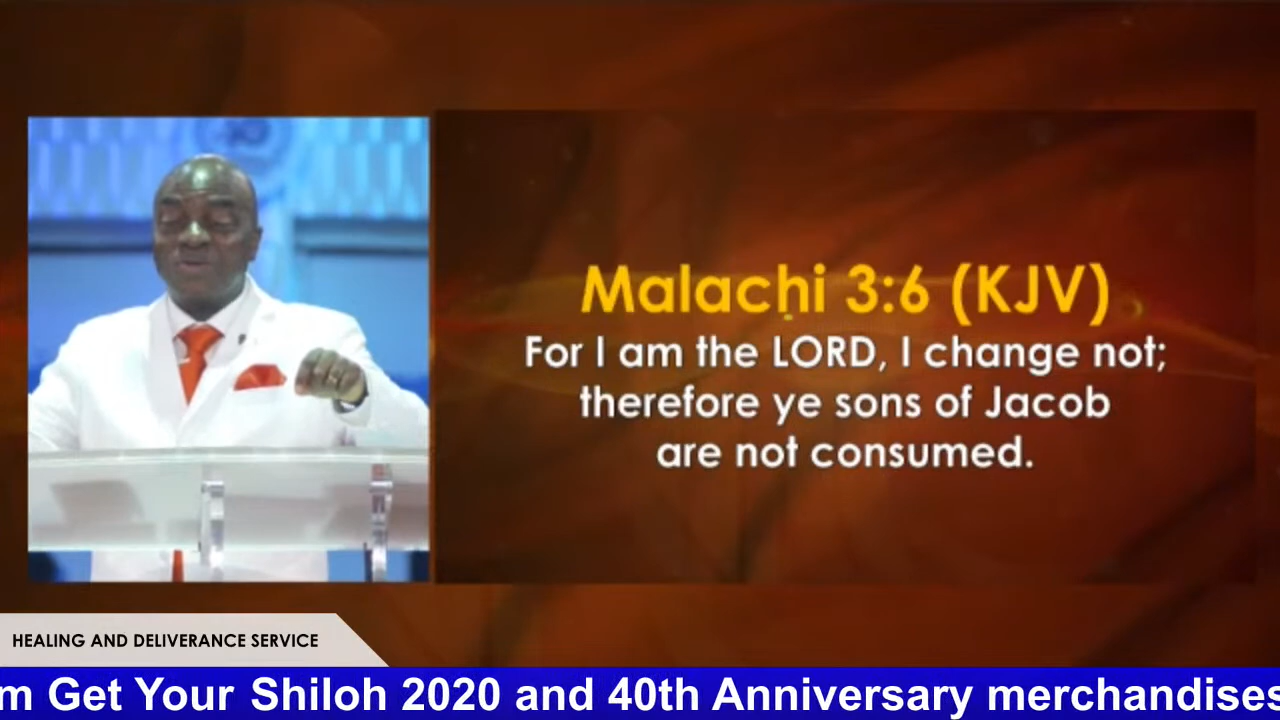 Malachi 3:6 (KJV)
For I am the LORD, I change not;
therefore ye sons of Jacob
are not consumed.
HEALING AND DELIVERANCE SERVICE
m Get Your Shiloh 2020 and 40th Anniversary merchandises